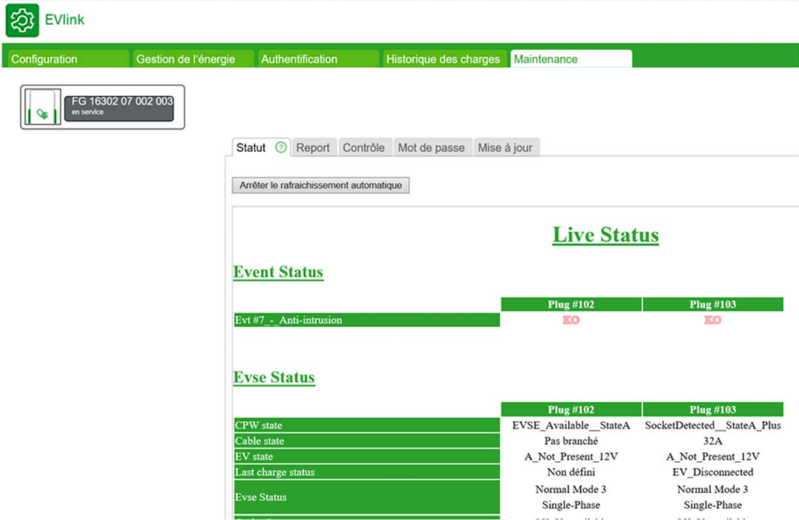 EVlink
Configuration Gestion de l'énergie Authentification Historique des charges Maintenance
FG 16302 07 002 003
en service
Statut ? Report Contrôle Mot de passe Mise à jour
Arrêter le rafraichissement automatique
Live Status
Event Status
Plug #102 Plug #103
Evt #7_-_Anti-intrusion KO KO
Evse Status
Plug #102 Plug #103
CPW state EVSE_Available__StateA SocketDetected__StateA_Plus
Cable state Pas branché 32A
EV state A_Not_Present_12V A_Not_Present_12V
Last charge status Non défini EV_Disconnected
Normal Mode 3 Normal Mode 3
Evse Status
Single-Phase Single-Phase